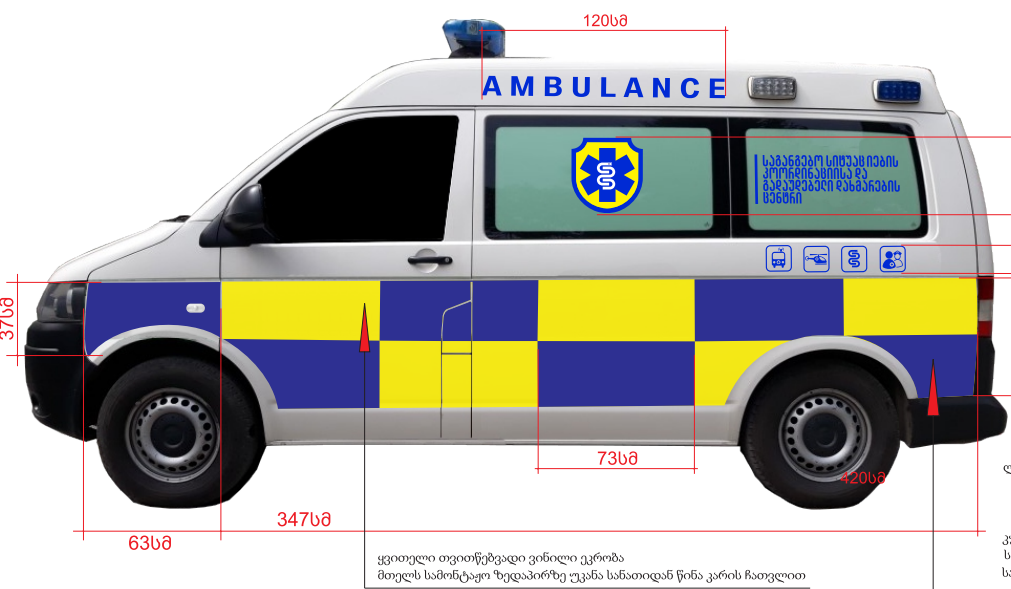 120სმ
AMBULANCE
საგანგებო სიტუაციების
კოორდინაციისა და
გადაუდებელი დახმარების
ცენტრი
37სმ
73სმ
420სმ
347სმ
63სმ
ყვითელი თვითწებვადი ვინილი ეკრობა
მთელს სამონტაჟო ზედაპირზე უკანა სანათიდან წინა კარის ჩათვლით